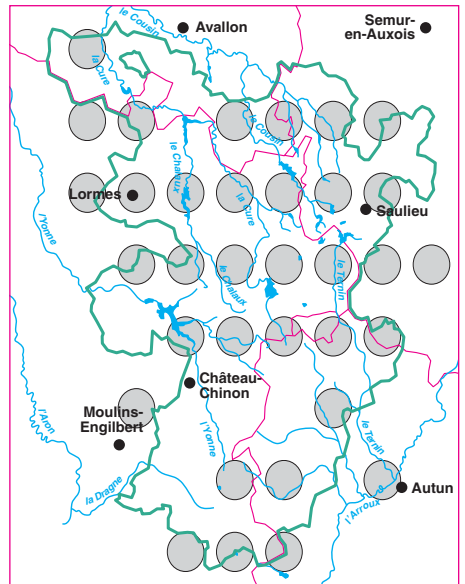 le Cousin
Avallon
Semur-
en-Auxois
la Cure
le Cousin
le Chalaux
Lormes
la Cure
Saulieu
l'Yonne
le Chalaux
le Ternin
Château-
Chinon
l'Aron
Moulins-
Engilbert
l'Yonne
le Ternin
la Dragne
Autun
l'Arroux